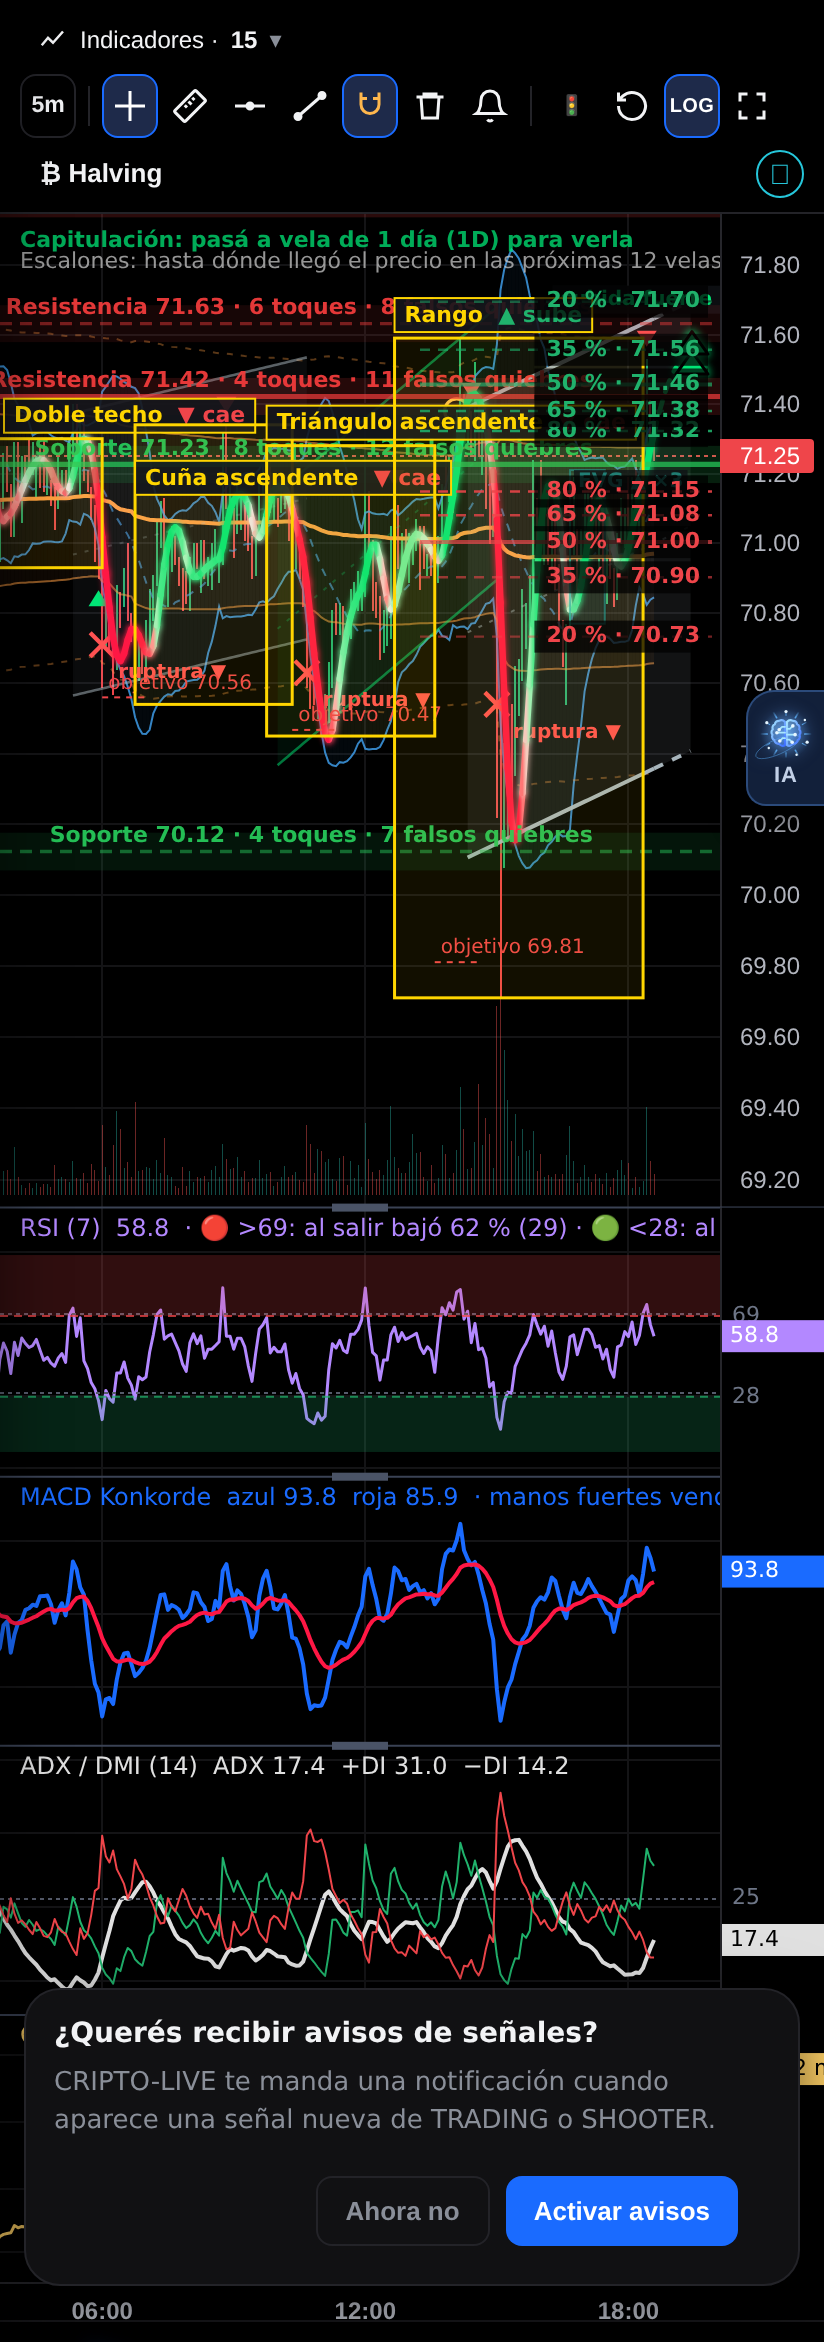 Indicadores · 15 ▾
5m
LOG
₿ Halving
Capitulación: pasá a vela de 1 día (1D) para verla
Escalones: hasta dónde llegó el precio en las próximas 12 velas
71.80
20 % · 71.70
Resistencia 71.63 · 6 toques · 8
Rango ▲ sube
71.60
35 % · 71.56
Resistencia 71.42 · 4 toques · 11 falsos quie
50 % · 71.46
71.40
65 % · 71.38
Doble techo ▼ cae
Triángulo ascendente
80 % · 71.32
Soporte 71.23 · 8 toques · 12 falsos quiebres
71.25
Cuña ascendente ▼ cae
71.20
80 % · 71.15
65 % · 71.08
50 % · 71.00
71.00
35 % · 70.90
70.80
20 % · 70.73
ruptura ▼
objetivo 70.56
70.60
ruptura ▼
objetivo 70.47
ruptura ▼
IA
Soporte 70.12 · 4 toques · 7 falsos quiebres
70.20
70.00
objetivo 69.81
69.80
69.60
69.40
69.20
RSI (7) 58.8 · 🔴 >69: al salir bajó 62 % (29) · 🟢 <28: al
69
58.8
28
MACD Konkorde azul 93.8 roja 85.9 · manos fuertes vend
93.8
ADX / DMI (14) ADX 17.4 +DI 31.0 −DI 14.2
25
17.4
¿Querés recibir avisos de señales?
CRIPTO-LIVE te manda una notificación cuando
aparece una señal nueva de TRADING o SHOOTER.
Ahora no
Activar avisos
06:00
12:00
18:00